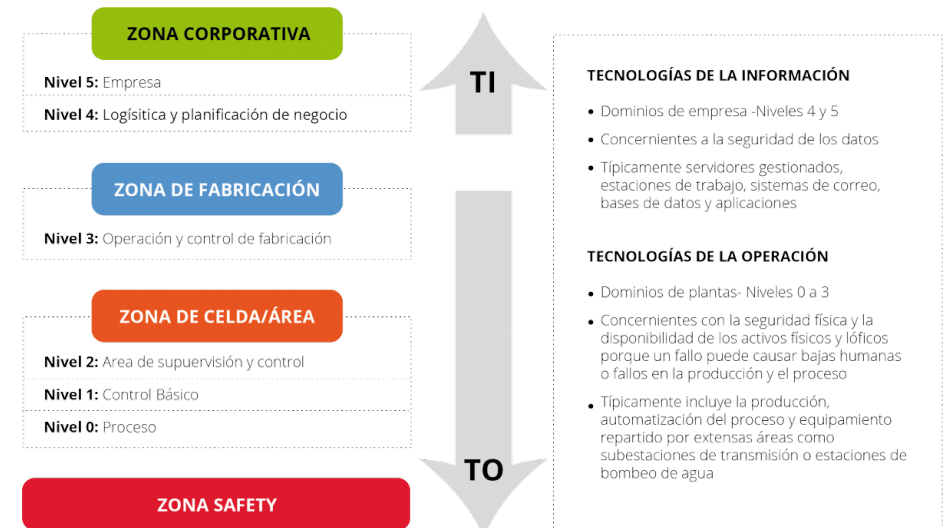 ZONA CORPORATIVA
Nivel 5: Empresa
Nivel 4: Logísitica y planificación de negocio
ZONA DE FABRICACIÓN
Nivel 3: Operación y control de fabricación
ZONA DE CELDA/ÁREA
Nivel 2: Area de supuervisión y control
Nivel 1: Control Básico
Nivel 0: Proceso
ZONA SAFETY
TI
TO
TECNOLOGÍAS DE LA INFORMACIÓN
• Dominios de empresa -Niveles 4 y 5
• Concernientes a la seguridad de los datos
• Típicamente servidores gestionados,
estaciones de trabajo, sistemas de correo,
bases de datos y aplicaciones
TECNOLOGÍAS DE LA OPERACIÓN
• Dominios de plantas- Niveles 0 a 3
• Concernientes con la seguridad física y la
disponibilidad de los activos físicos y lóficos
porque un fallo puede causar bajas humanas
o fallos en la producción y el proceso
• Típicamente incluye la producción,
automatización del proceso y equipamiento
repartido por extensas áreas como
subestaciones de transmisión o estaciones de
bombeo de agua